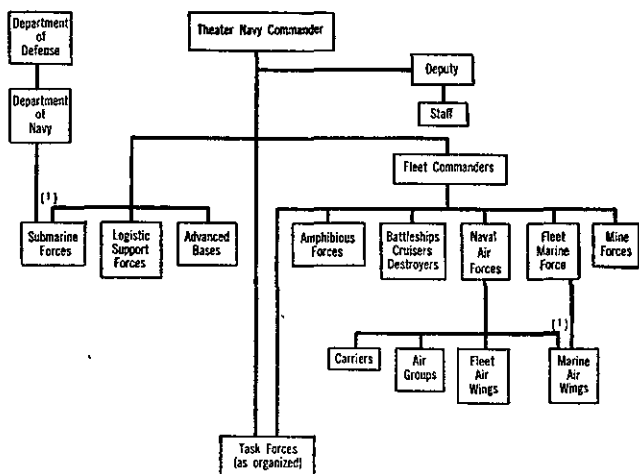 Department
of
Defense
Theater Navy Commander
Deputy
Department
of
Navy
Staff
Fleet Commanders
(1)
Submarine
Forces
Logistic
Support
Forces
Advanced
Bases
Amphibious
Forces
Battleships
Cruisers
Destroyers
Naval
Air
Forces
Fleet
Marine
Force
Mine
Forces
(1)
Carriers
Air
Groups
Fleet
Air
Wings
Marine
Air
Wings
Task Forces
(as organized)